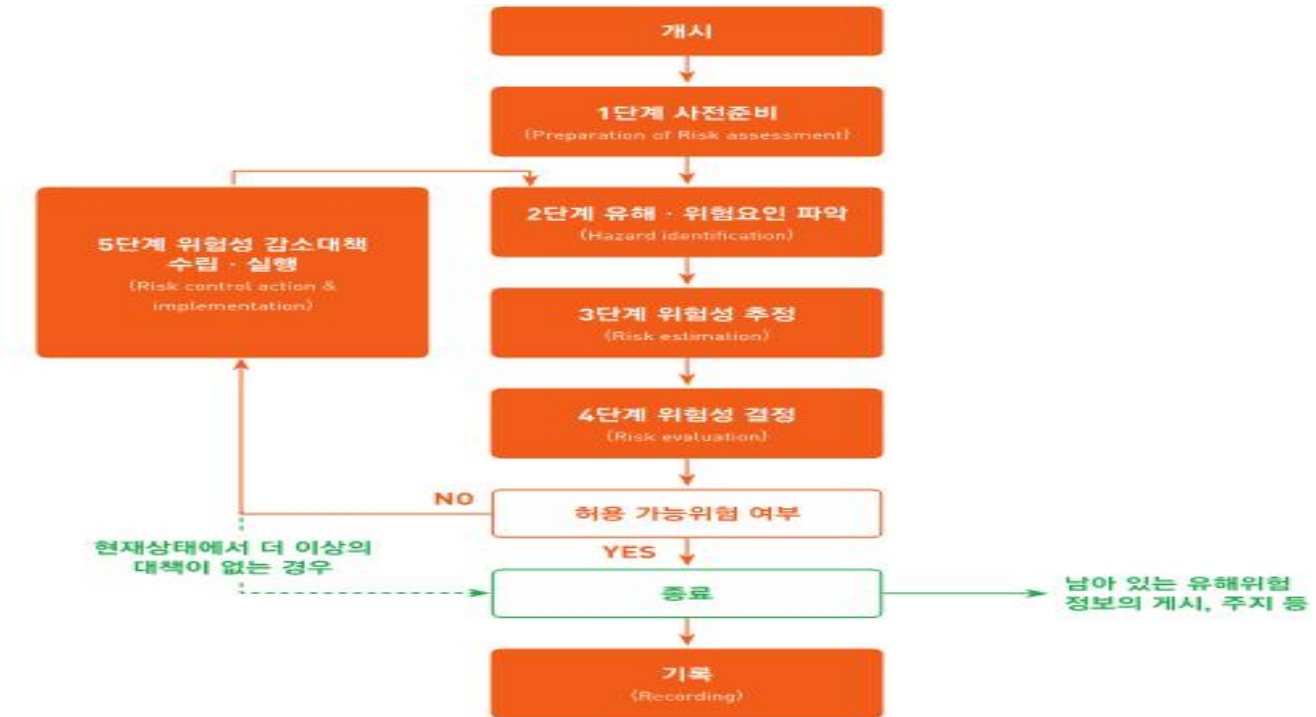 개시
1단계 사전준비
(Preparation of Risk assessment)
2단계 유해 · 위험요인 파악
(Hazard identification)
5단계 위험성 감소대책
수립 · 실행
(Risk control action &
implementation)
3단계 위험성 추정
(Risk estimation)
4단계 위험성 결정
(Risk evaluation)
NO
허용 가능위험 여부
YES
현재상태에서 더 이상의
대책이 없는 경우
종료
남아 있는 유해위험
정보의 게시, 주지 등
기록
(Recording)